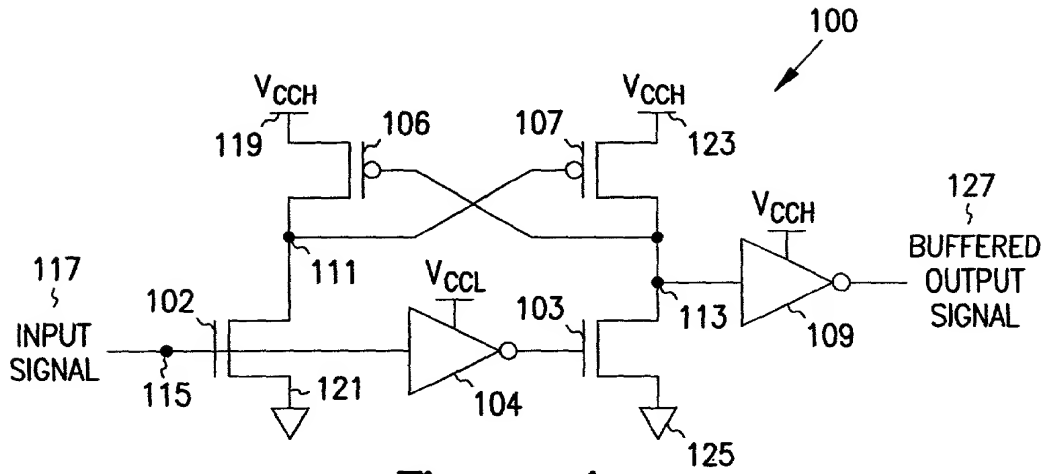 100
VCCH
119
106
107
VCCH
123
127
BUFFERED
OUTPUT
SIGNAL
VCCH
117
INPUT
SIGNAL
102
111
VCCL
103
113
109
115
121
104
125